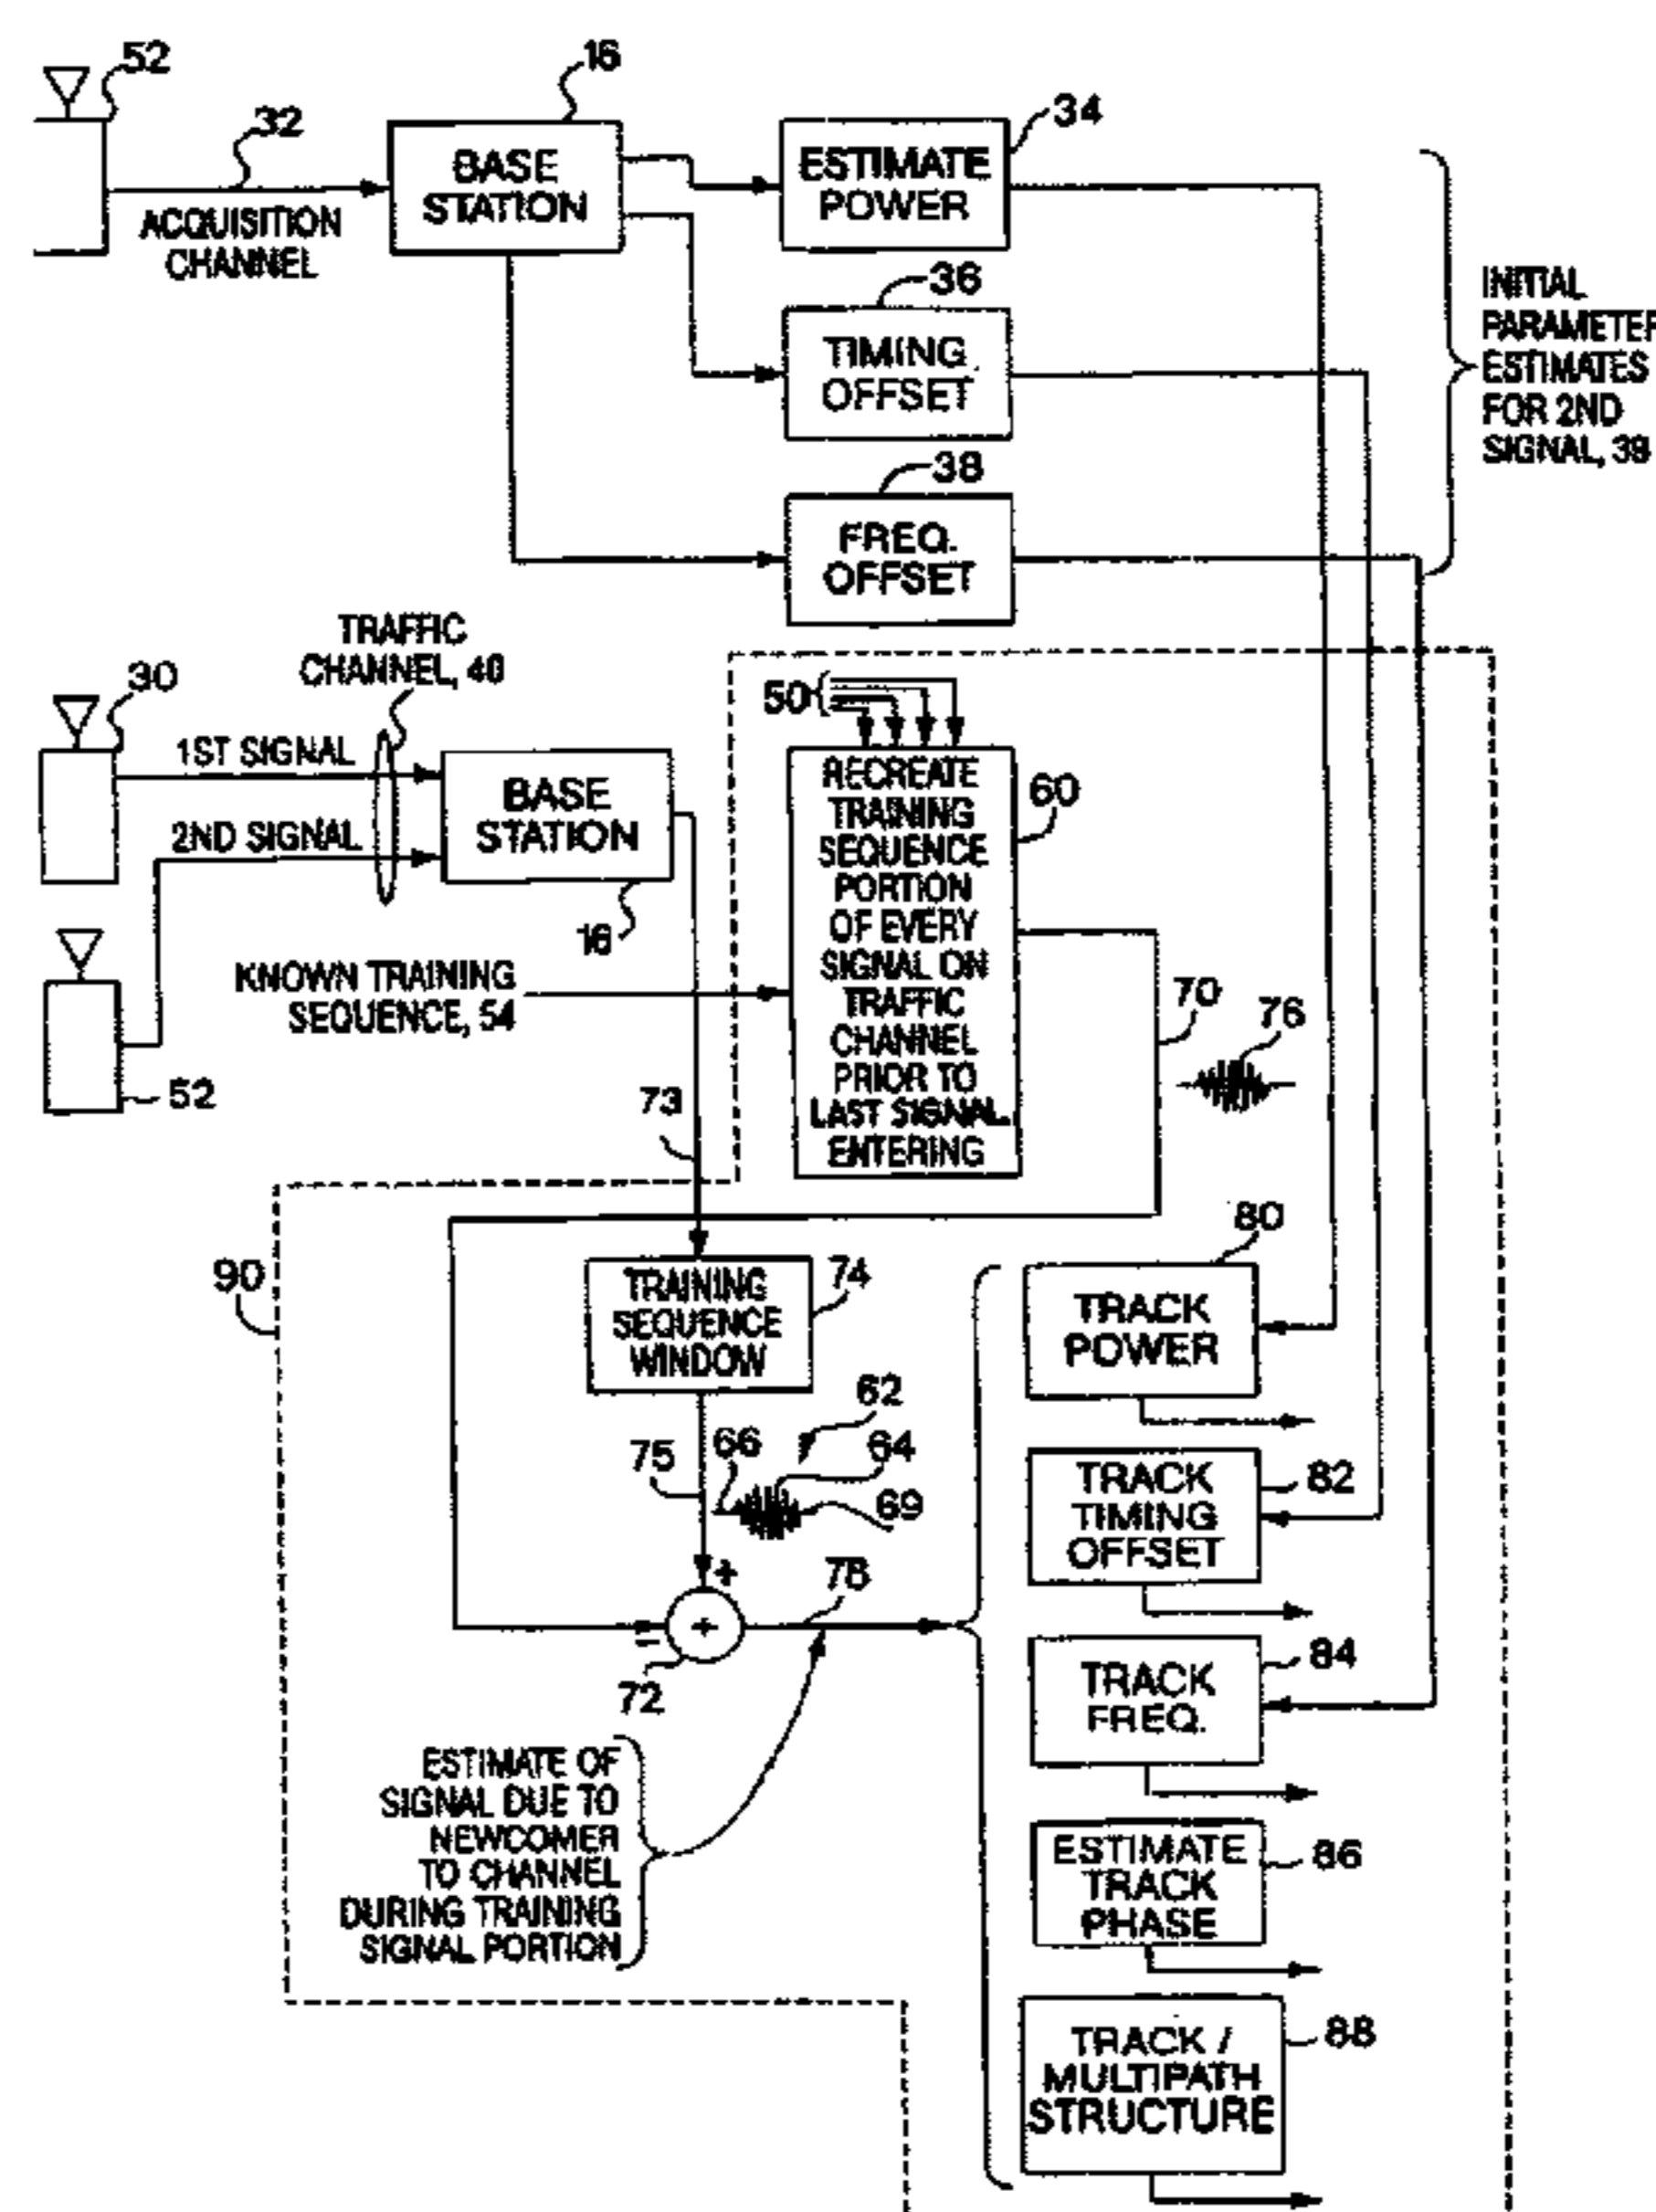 52
32
ACQUISITION
CHANNEL
16
BASE
STATION
34
ESTIMATE
POWER
36
TIMING
OFFSET
38
FREQ.
OFFSET
INITIAL
PARAMETER
ESTIMATES
FOR 2ND
SIGNAL, 39
TRAFFIC
CHANNEL, 40
30
1ST SIGNAL
2ND SIGNAL
BASE
STATION
16
52
KNOWN TRAINING
SEQUENCE, 54
50
RECREATE
TRAINING
SEQUENCE
PORTION
OF EVERY
SIGNAL ON
TRAFFIC
CHANNEL
PRIOR TO
LAST SIGNAL
ENTERING
60
70
76
73
90
TRAINING
SEQUENCE
WINDOW
74
62
75
66
64
69
+
78
+
−
72
ESTIMATE OF
SIGNAL DUE TO
NEWCOMER
TO CHANNEL
DURING TRAINING
SIGNAL PORTION
80
TRACK
POWER
TRACK
TIMING
OFFSET
82
TRACK
FREQ.
84
ESTIMATE
TRACK
PHASE
86
TRACK /
MULTIPATH
STRUCTURE
88